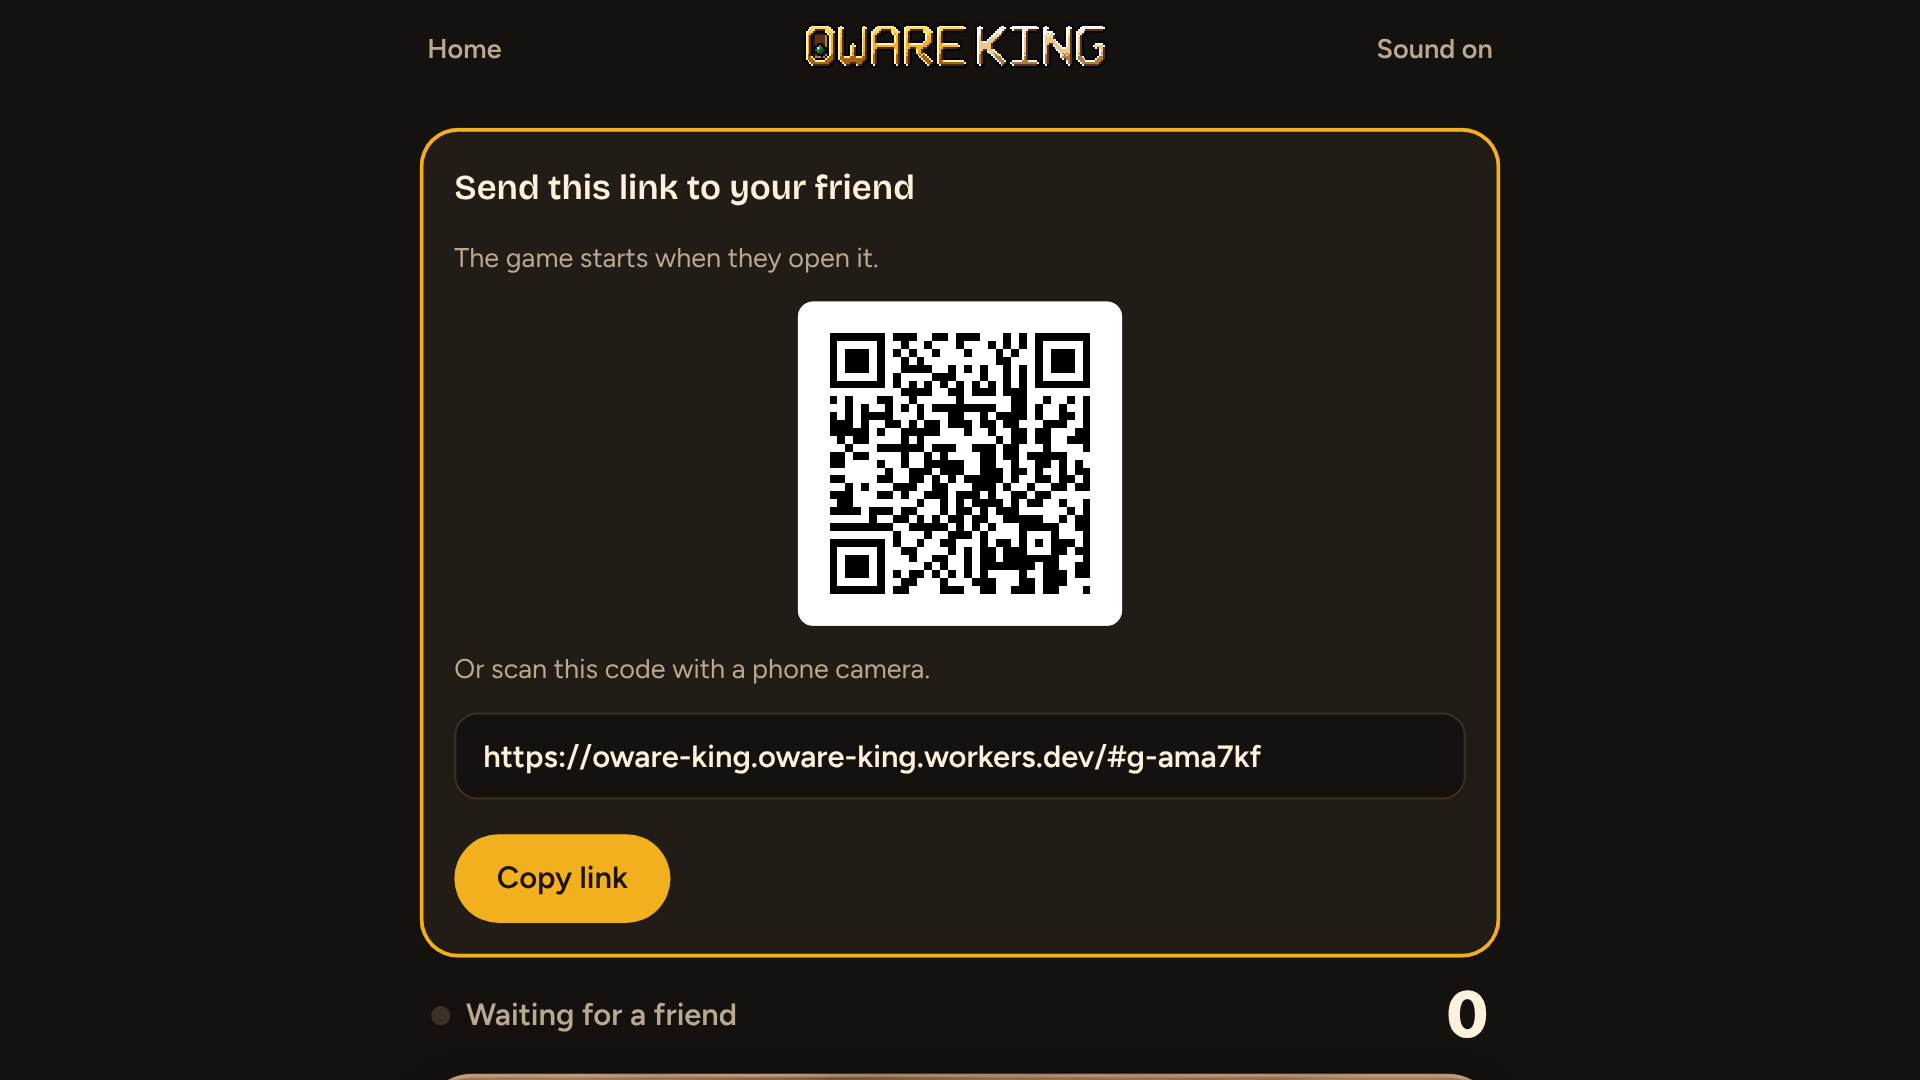 Home
OWARE KING
Sound on
Send this link to your friend
The game starts when they open it.
Or scan this code with a phone camera.
https://oware-king.oware-king.workers.dev/#g-ama7kf
Copy link
Waiting for a friend
0